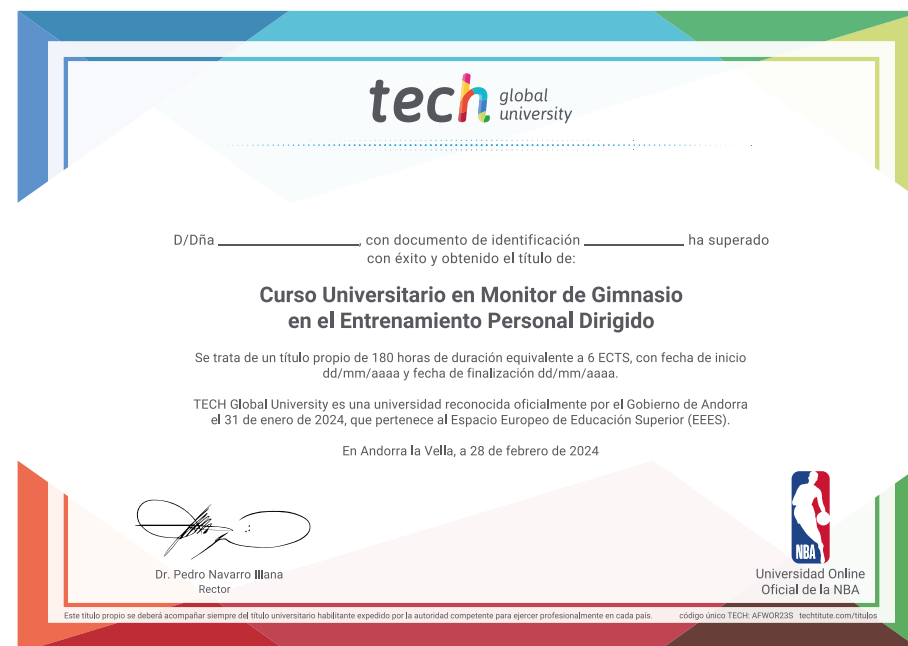 tech global university
D/Dña ____________, con documento de identificación ____________ ha superado
con éxito y obtenido el título de:
Curso Universitario en Monitor de Gimnasio
en el Entrenamiento Personal Dirigido
Se trata de un título propio de 180 horas de duración equivalente a 6 ECTS, con fecha de inicio
dd/mm/aaaa y fecha de finalización dd/mm/aaaa.
TECH Global University es una universidad reconocida oficialmente por el Gobierno de Andorra
el 31 de enero de 2024, que pertenece al Espacio Europeo de Educación Superior (EEES).
En Andorra la Vella, a 28 de febrero de 2024
Dr. Pedro Navarro Illana
Rector
NBA
Universidad Online
Oficial de la NBA
Este título propio se deberá acompañar siempre del título universitario habilitante expedido por la autoridad competente para ejercer profesionalmente en cada país.
código único TECH: AFWOR23S techtitute.com/titulos